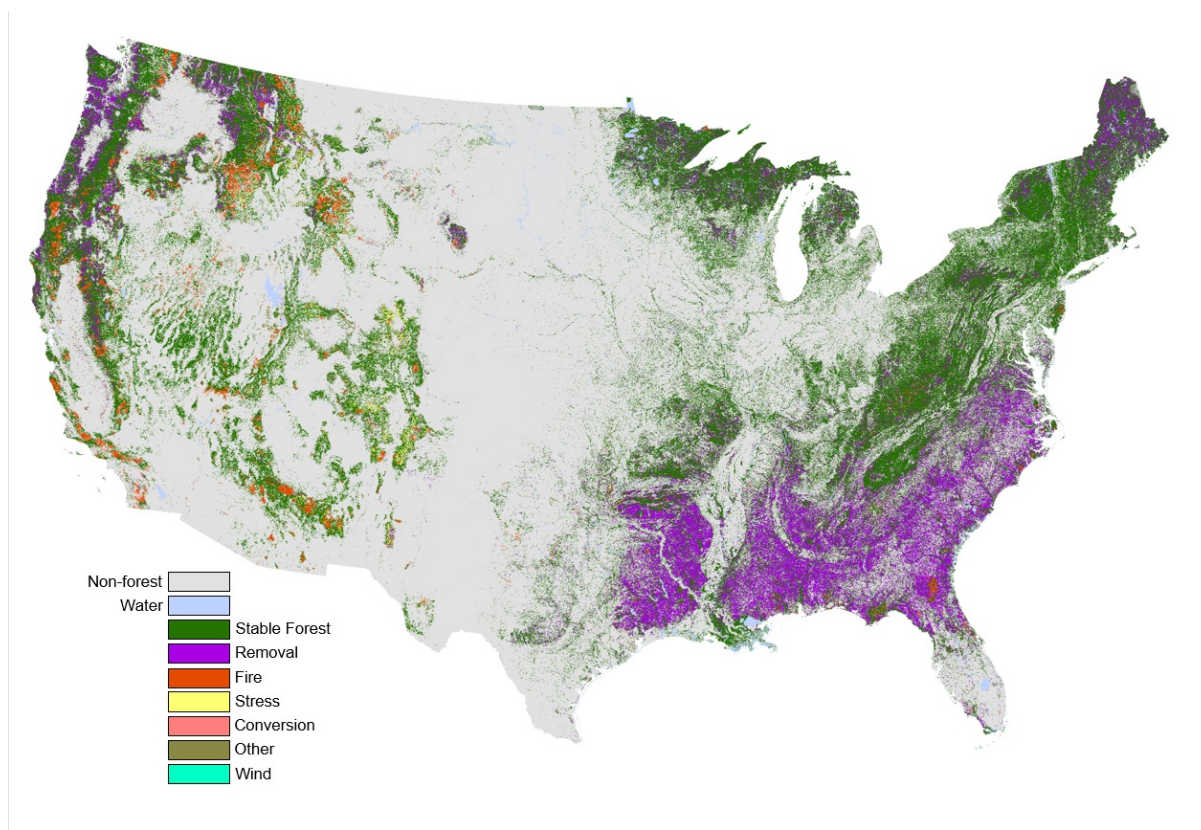 Non-forest
Water
Stable Forest
Removal
Fire
Stress
Conversion
Other
Wind